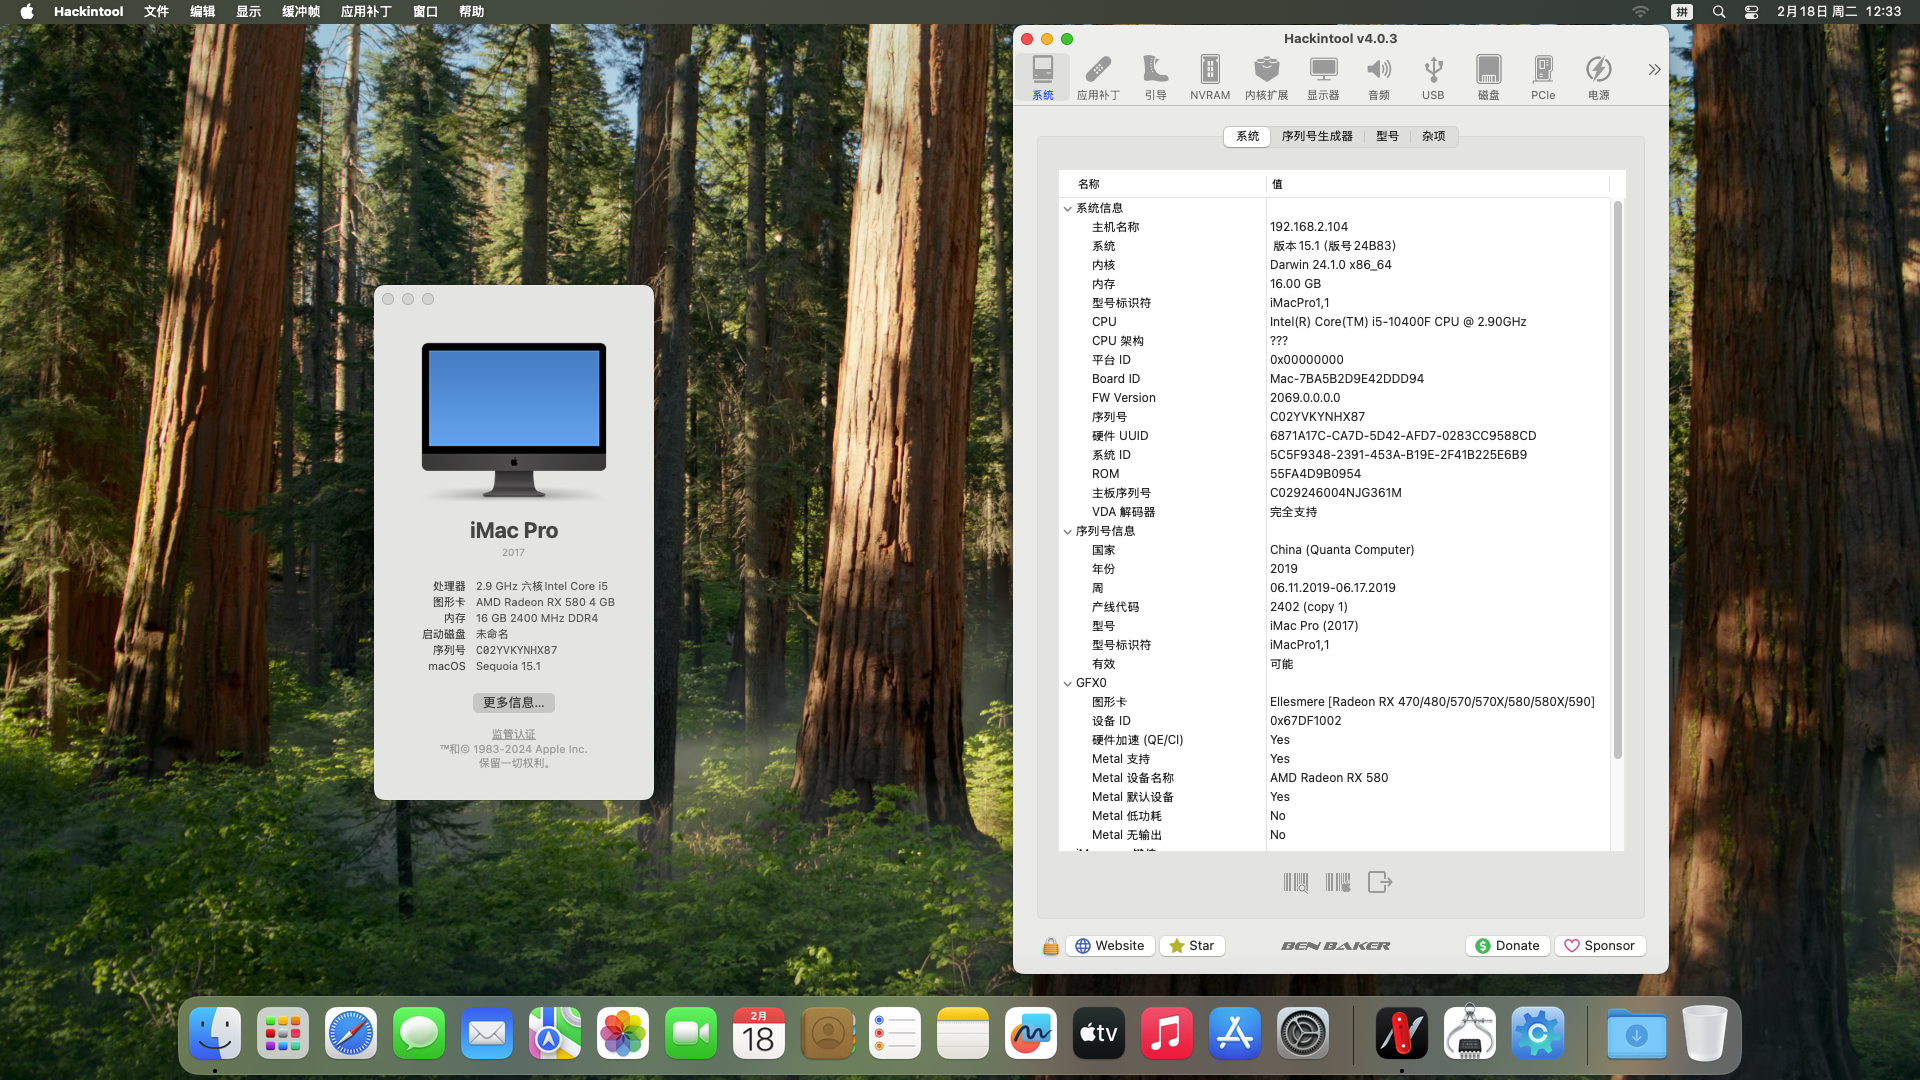 Hackintool 文件 编辑 显示 缓冲帧 应用补丁 窗口 帮助
拼 2月18日 周二 12:33
Hackintool v4.0.3
系统 应用补丁 引导 NVRAM 内核扩展 显示器 音频 USB 磁盘 PCIe 电源
系统 序列号生成器 型号 杂项
名称 值
系统信息
主机名称 192.168.2.104
系统 版本 15.1 (版号 24B83)
内核 Darwin 24.1.0 x86_64
内存 16.00 GB
型号标识符 iMacPro1,1
CPU Intel(R) Core(TM) i5-10400F CPU @ 2.90GHz
CPU 架构 ???
平台 ID 0x00000000
Board ID Mac-7BA5B2D9E42DDD94
FW Version 2069.0.0.0.0
序列号 C02YVKYNHX87
硬件 UUID 6871A17C-CA7D-5D42-AFD7-0283CC9588CD
系统 ID 5C5F9348-2391-453A-B19E-2F41B225E6B9
ROM 55FA4D9B0954
主板序列号 C029246004NJG361M
VDA 解码器 完全支持
序列号信息
国家 China (Quanta Computer)
年份 2019
周 06.11.2019-06.17.2019
产线代码 2402 (copy 1)
型号 iMac Pro (2017)
型号标识符 iMacPro1,1
有效 可能
GFX0
图形卡 Ellesmere [Radeon RX 470/480/570/570X/580/580X/590]
设备 ID 0x67DF1002
硬件加速 (QE/CI) Yes
Metal 支持 Yes
Metal 设备名称 AMD Radeon RX 580
Metal 默认设备 Yes
Metal 低功耗 No
Metal 无输出 No
Website Star BEN BAKER Donate Sponsor
iMac Pro
2017
处理器 2.9 GHz 六核Intel Core i5
图形卡 AMD Radeon RX 580 4 GB
内存 16 GB 2400 MHz DDR4
启动磁盘 未命名
序列号 C02YVKYNHX87
macOS Sequoia 15.1
更多信息...
监管认证
™和© 1983-2024 Apple Inc.
保留一切权利。
2月
18
tv